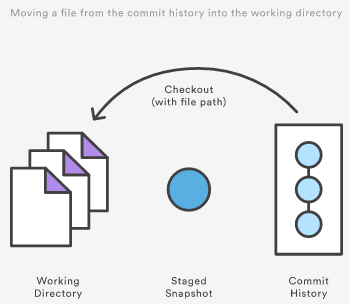 Moving a file from the commit history into the working directory
Checkout
(with file path)
Working
Directory
Staged
Snapshot
Commit
History